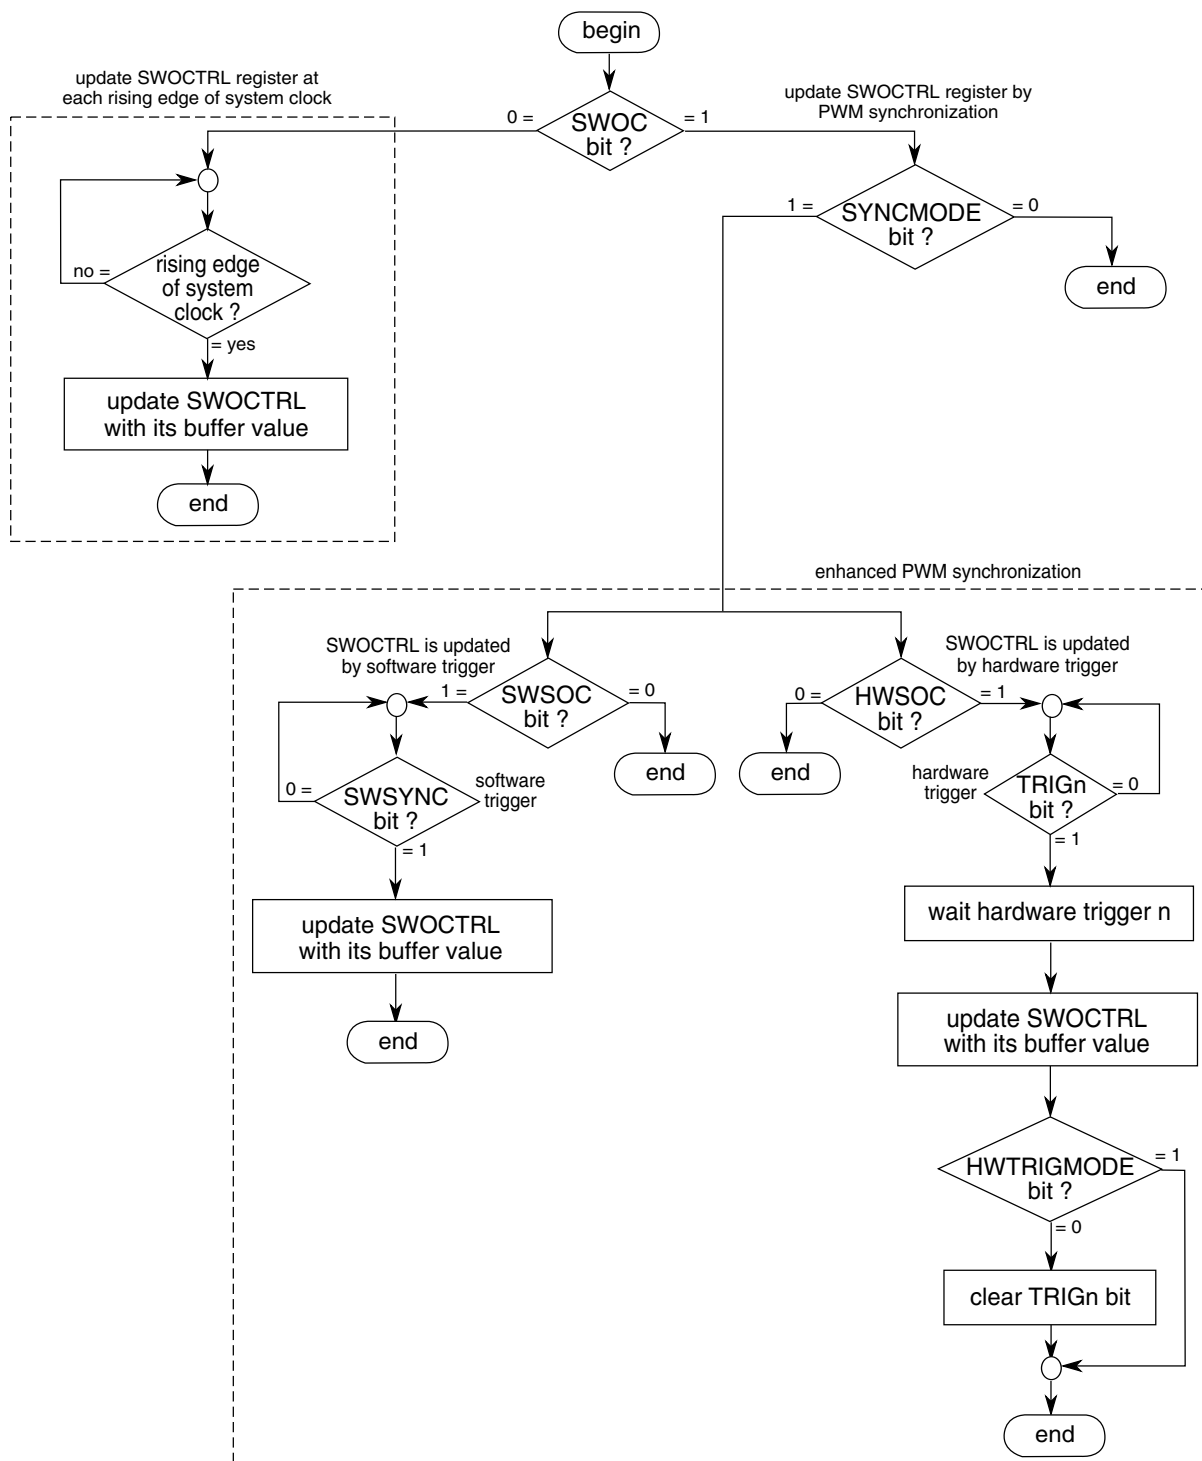 begin
update SWOCTRL register at
each rising edge of system clock
update SWOCTRL register by
PWM synchronization
0 =
SWOC
bit ?
= 1
1 =
SYNCMODE
bit ?
= 0
end
no =
rising edge
of system
clock ?
= yes
update SWOCTRL
with its buffer value
end
enhanced PWM synchronization
SWOCTRL is updated
by software trigger
1 =
SWSOC
bit ?
= 0
end
0 =
SWSYNC
bit ?
software
trigger
= 1
update SWOCTRL
with its buffer value
end
SWOCTRL is updated
by hardware trigger
0 =
HWSOC
bit ?
= 1
end
hardware
trigger
TRIGn
bit ?
= 0
= 1
wait hardware trigger n
update SWOCTRL
with its buffer value
HWTRIGMODE
bit ?
= 1
= 0
clear TRIGn bit
end